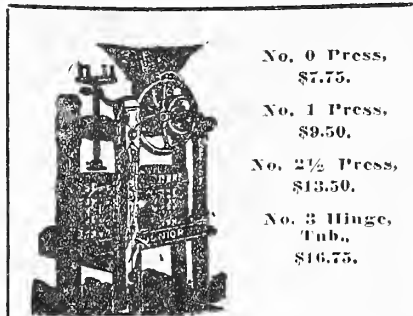 No. 0 Press,
$7.75.
No. 1 Press,
$9.50.
No. 2½ Press,
$13.50.
No. 3 Hinge,
Tub.,
$16.75.